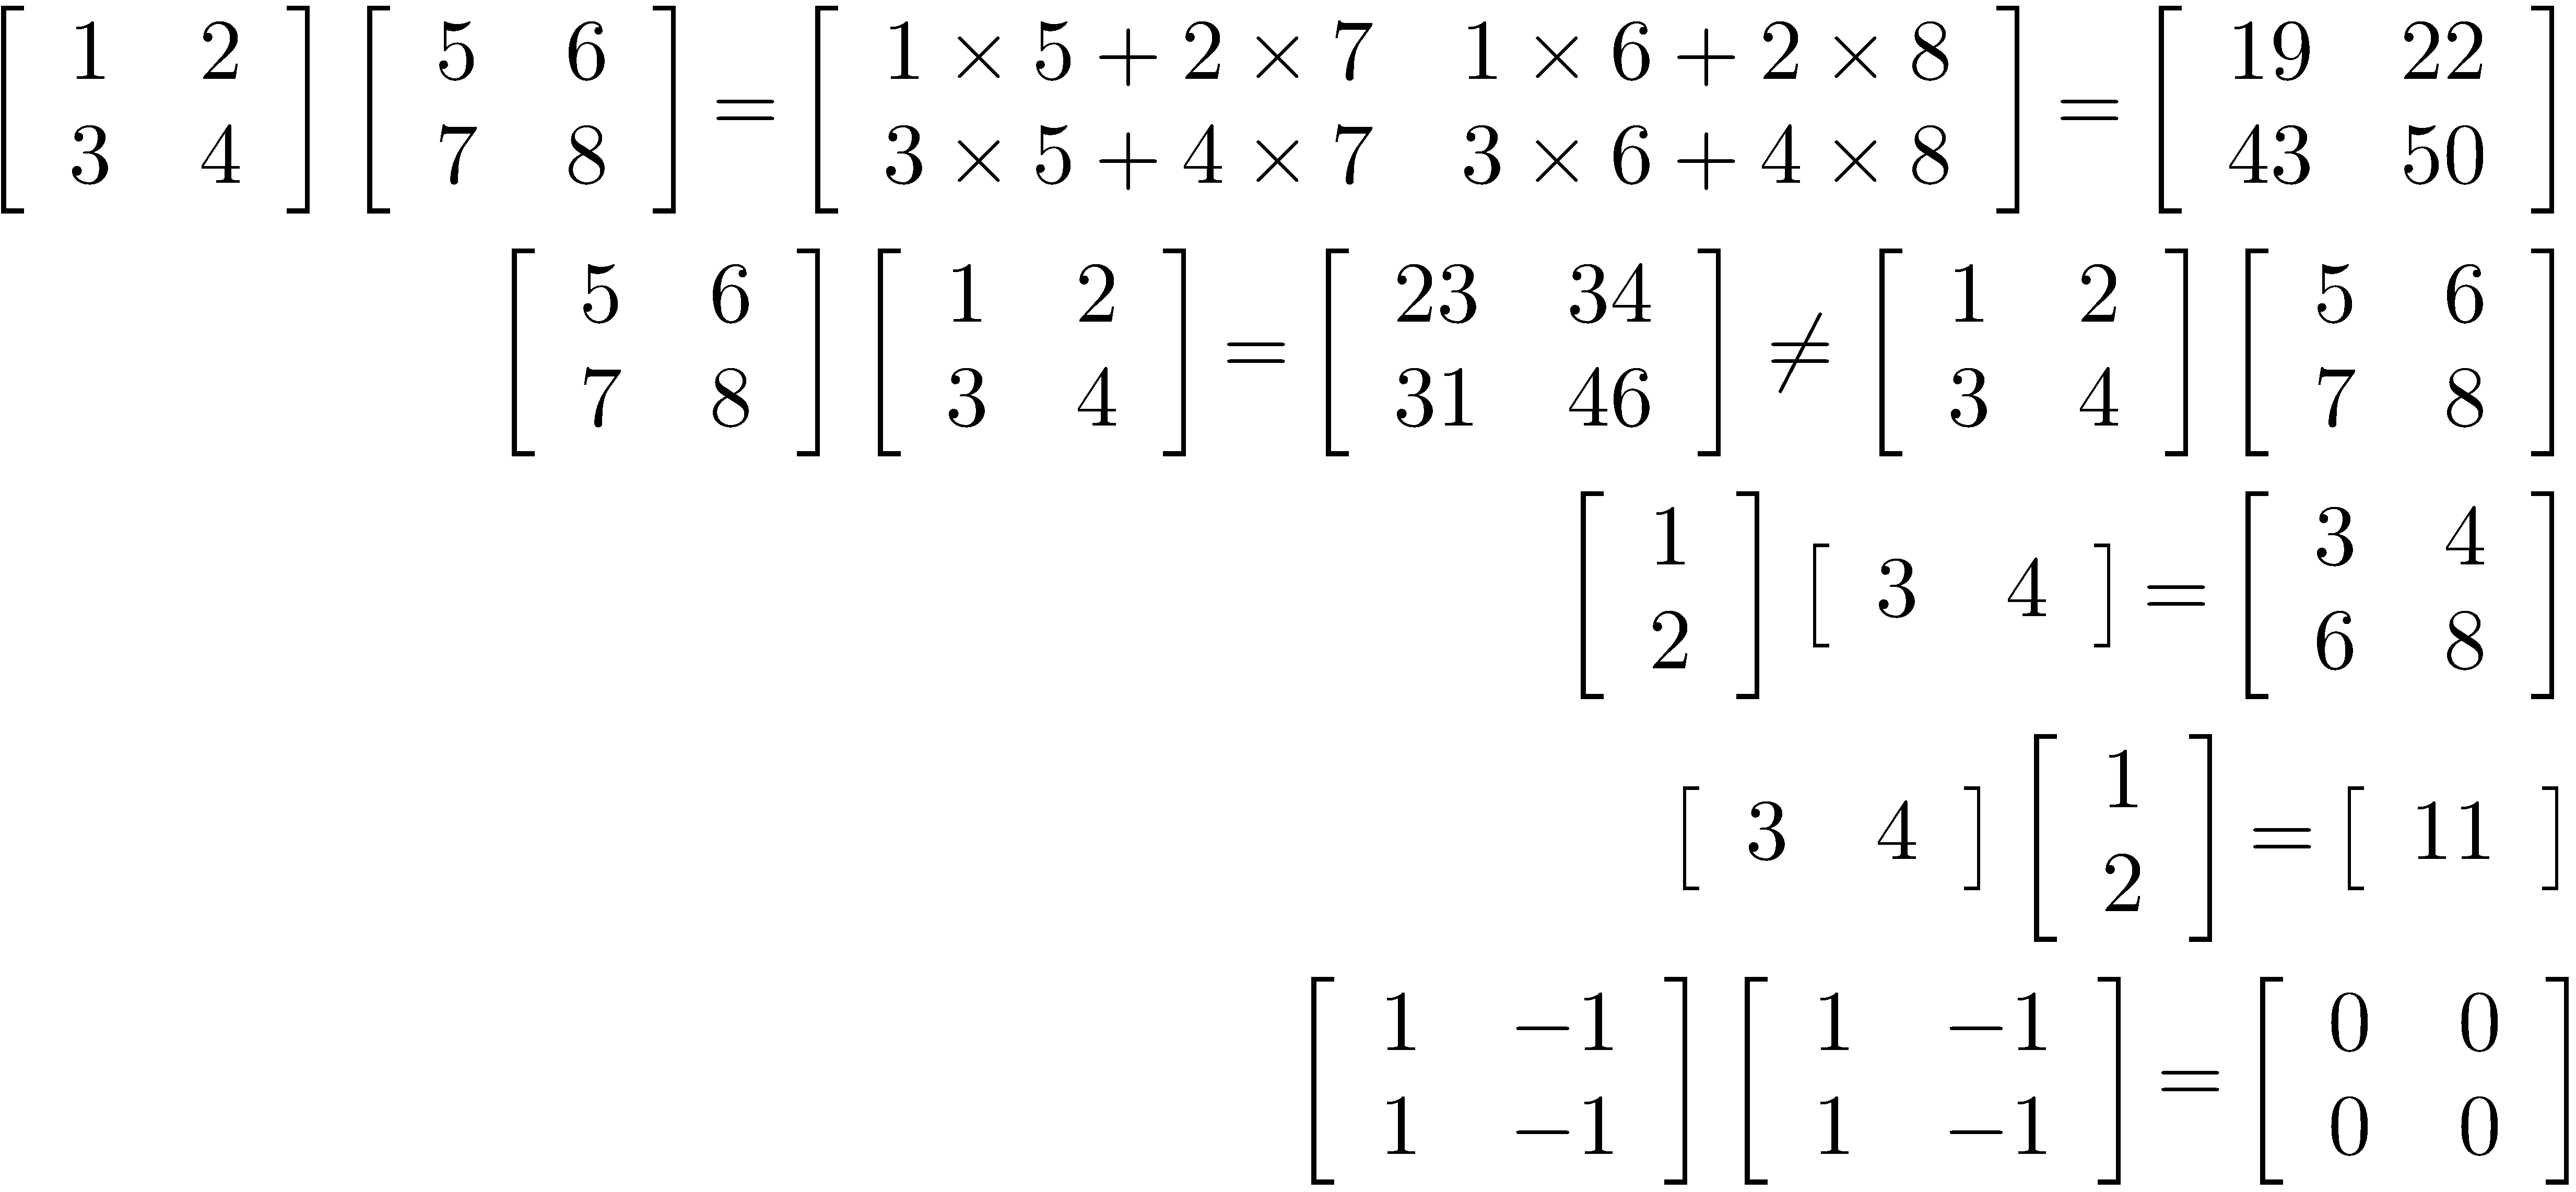 [ 1 2 ; 3 4 ] [ 5 6 ; 7 8 ] = [ 1 × 5 + 2 × 7 1 × 6 + 2 × 8 ; 3 × 5 + 4 × 7 3 × 6 + 4 × 8 ] = [ 19 22 ; 43 50 ]
[ 5 6 ; 7 8 ] [ 1 2 ; 3 4 ] = [ 23 34 ; 31 46 ] ≠ [ 1 2 ; 3 4 ] [ 5 6 ; 7 8 ]
[ 1 ; 2 ] [ 3 4 ] = [ 3 4 ; 6 8 ]
[ 3 4 ] [ 1 ; 2 ] = [ 11 ]
[ 1 −1 ; 1 −1 ] [ 1 −1 ; 1 −1 ] = [ 0 0 ; 0 0 ]